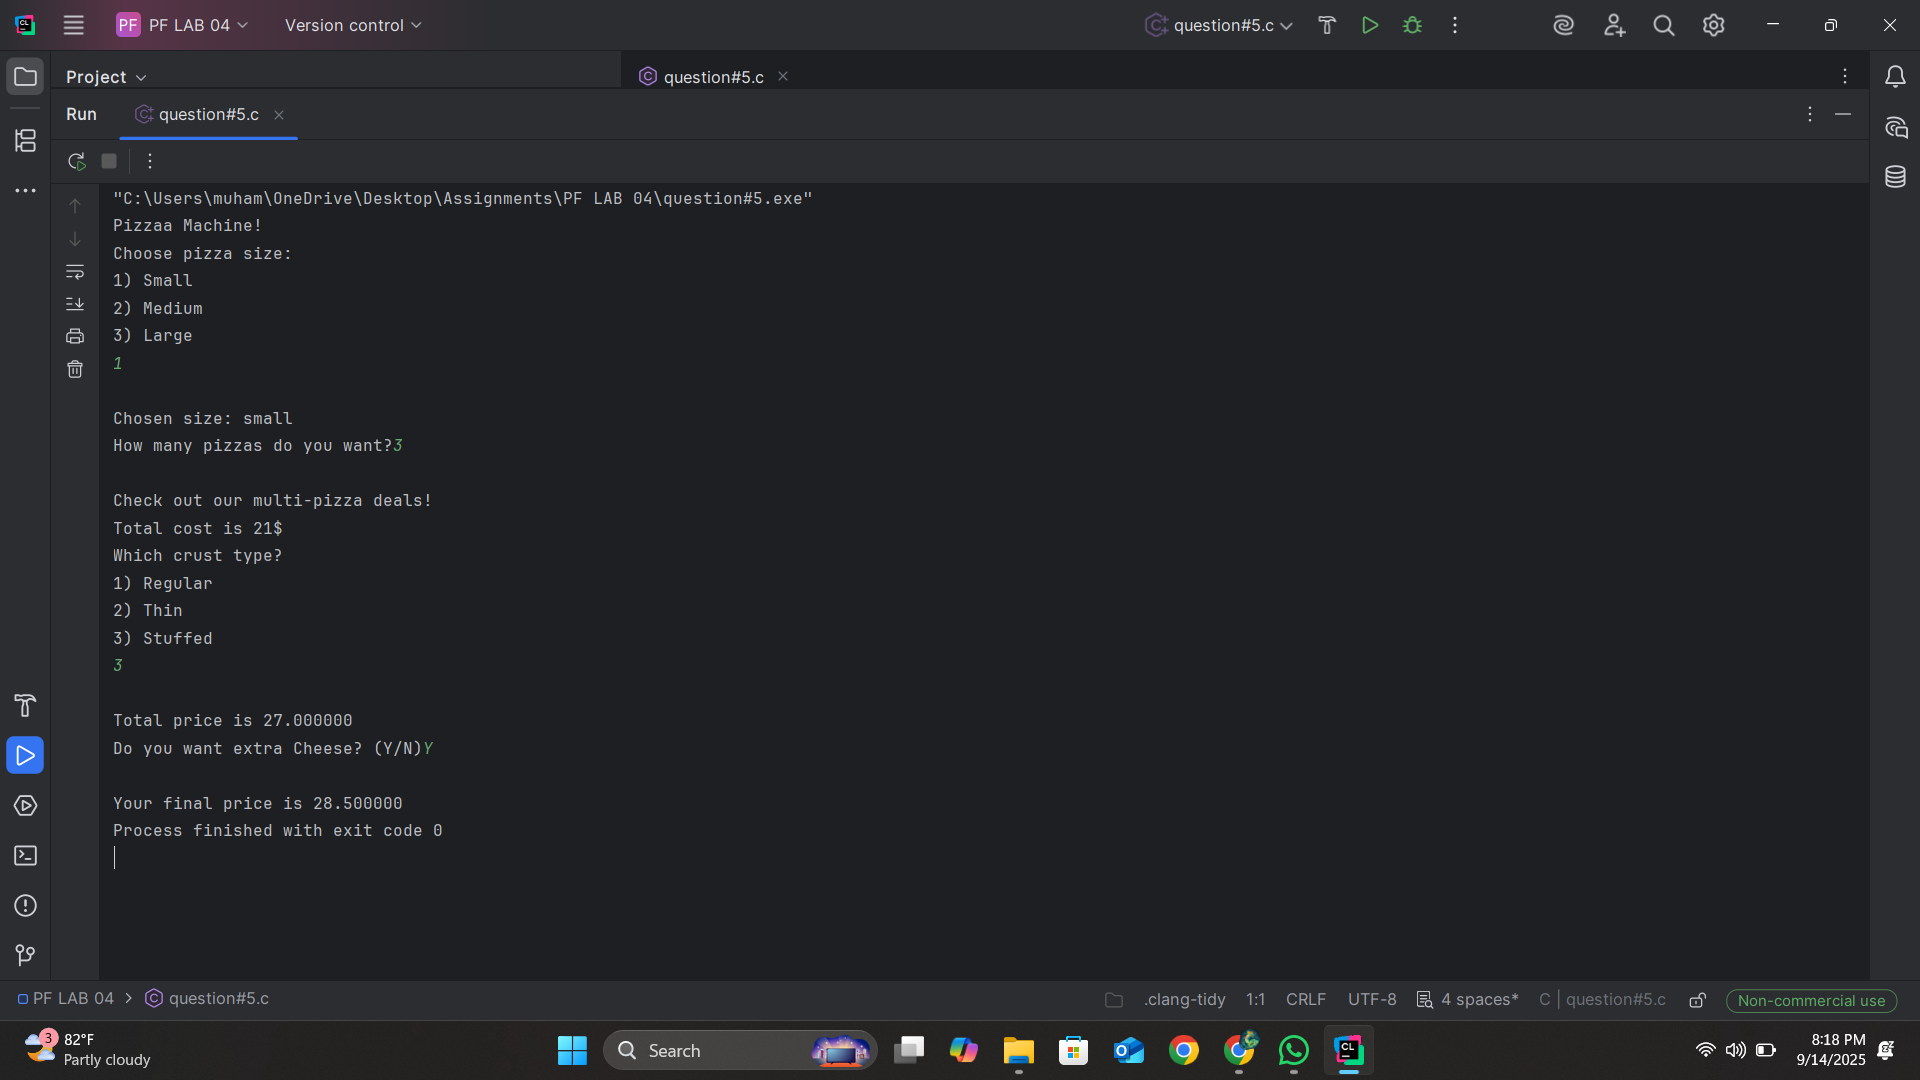 PF PF LAB 04 Version control question#5.c
Project question#5.c
Run question#5.c
"C:\Users\muham\OneDrive\Desktop\Assignments\PF LAB 04\question#5.exe"
Pizzaa Machine!
Choose pizza size:
1) Small
2) Medium
3) Large
1
Chosen size: small
How many pizzas do you want?3
Check out our multi-pizza deals!
Total cost is 21$
Which crust type?
1) Regular
2) Thin
3) Stuffed
3
Total price is 27.000000
Do you want extra Cheese? (Y/N)Y
Your final price is 28.500000
Process finished with exit code 0
PF LAB 04 > question#5.c .clang-tidy 1:1 CRLF UTF-8 4 spaces* C | question#5.c Non-commercial use
3 82°F
Partly cloudy
Search
8:18 PM
9/14/2025